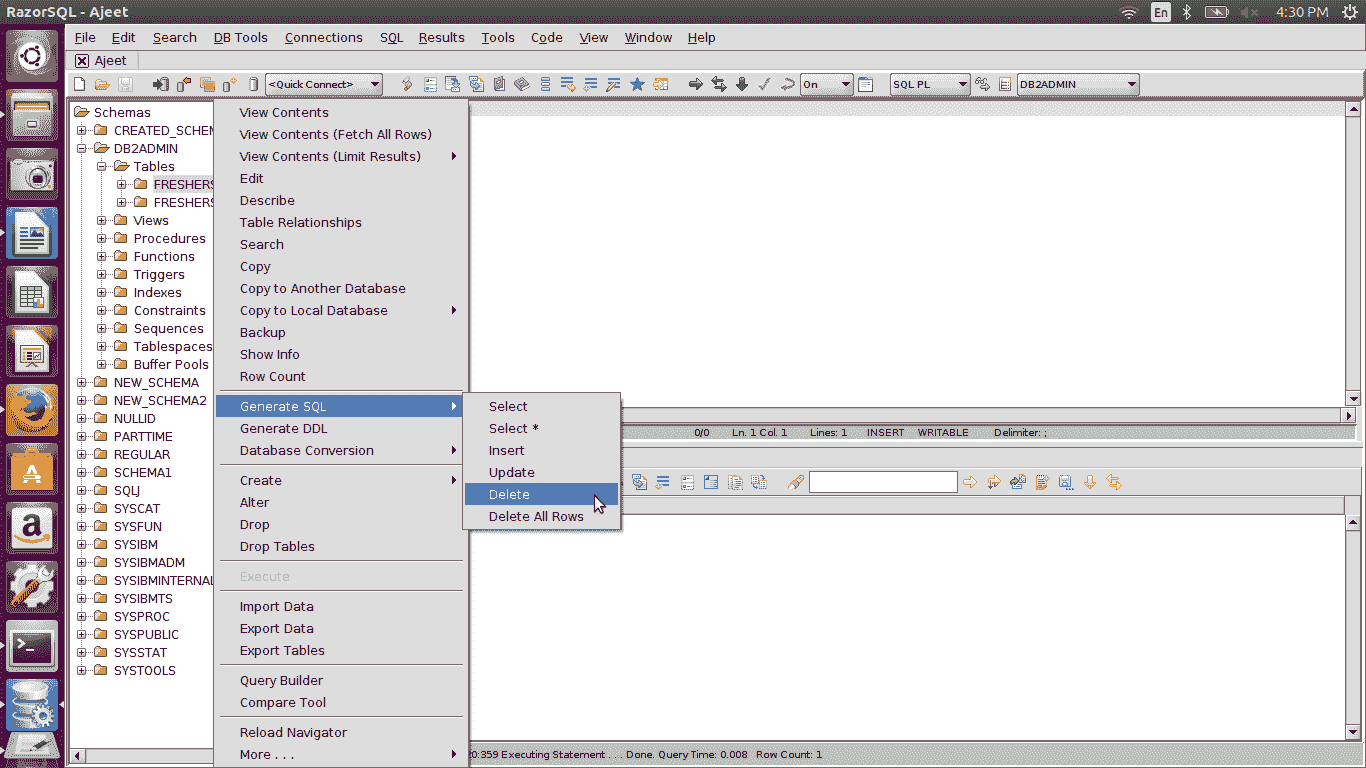 RazorSQL - Ajeet
En
4:30 PM
File Edit Search DB Tools Connections SQL Results Tools Code View Window Help
Ajeet
<Quick Connect>
On
SQL PL
DB2ADMIN
Schemas
CREATED_SCHEM
DB2ADMIN
Tables
FRESHERS
FRESHERS
Views
Procedures
Functions
Triggers
Indexes
Constraints
Sequences
Tablespaces
Buffer Pools
NEW_SCHEMA
NEW_SCHEMA2
NULLID
PARTTIME
REGULAR
SCHEMA1
SQLJ
SYSCAT
SYSFUN
SYSIBM
SYSIBMADM
SYSIBMINTERNAL
SYSIBMTS
SYSPROC
SYSPUBLIC
SYSSTAT
SYSTOOLS
View Contents
View Contents (Fetch All Rows)
View Contents (Limit Results)
Edit
Describe
Table Relationships
Search
Copy
Copy to Another Database
Copy to Local Database
Backup
Show Info
Row Count
Generate SQL
Generate DDL
Database Conversion
Create
Alter
Drop
Drop Tables
Execute
Import Data
Export Data
Export Tables
Query Builder
Compare Tool
Reload Navigator
More . . .
Select
Select *
Insert
Update
Delete
Delete All Rows
0/0 Ln. 1 Col. 1 Lines: 1 INSERT WRITABLE Delimiter: ;
0:359 Executing Statement . . . Done. Query Time: 0.008 Row Count: 1